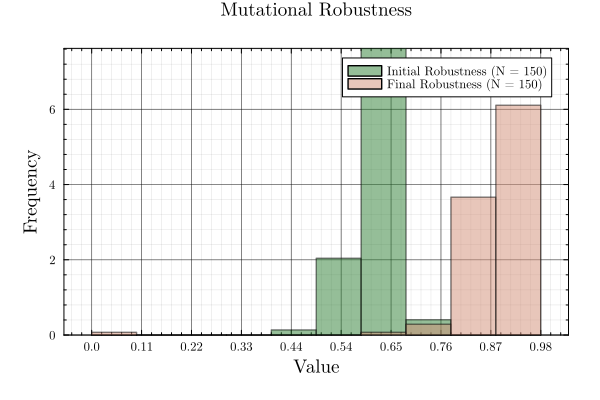 Mutational Robustness
Initial Robustness (N = 150)
Final Robustness (N = 150)
Frequency
6
4
2
0
0.0 0.11 0.22 0.33 0.44 0.54 0.65 0.76 0.87 0.98
Value